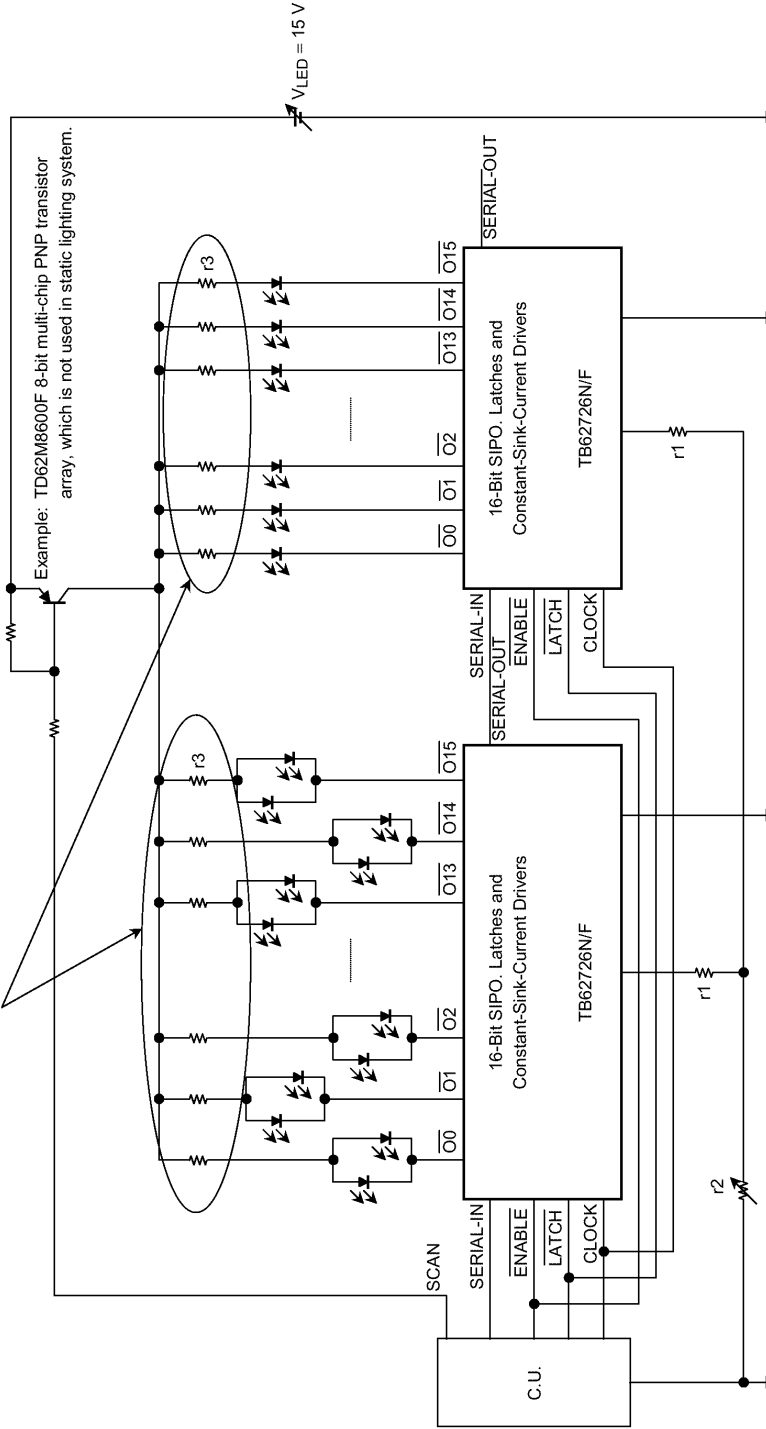 Example: TD62M8600F 8-bit multi-chip PNP transistor
array, which is not used in static lighting system.
VLED = 15 V
r3
r3
SCAN
C.U.
SERIAL-IN
ENABLE
LATCH
CLOCK
O0
O1
O2
O13
O14
O15
SERIAL-OUT
16-Bit SIPO. Latches and
Constant-Sink-Current Drivers
TB62726N/F
SERIAL-IN
ENABLE
LATCH
CLOCK
O0
O1
O2
O13
O14
O15
SERIAL-OUT
16-Bit SIPO. Latches and
Constant-Sink-Current Drivers
TB62726N/F
r2
r1
r1